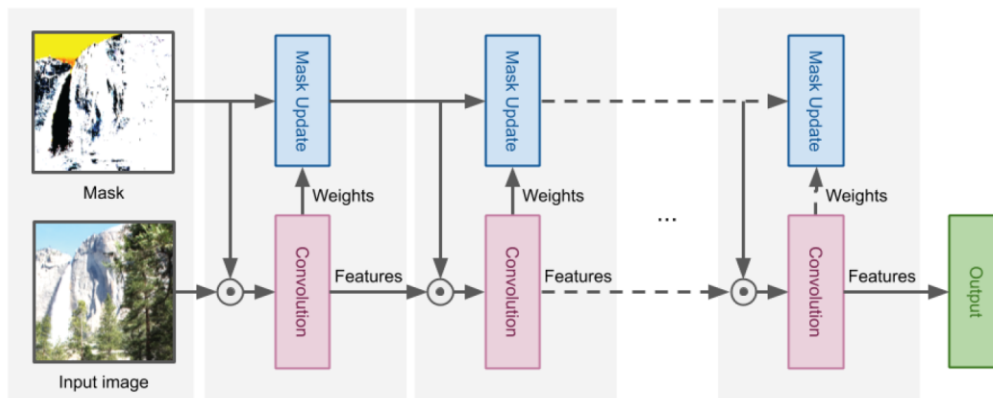 Mask
Input image
Mask Update
Weights
Convolution
Features
Mask Update
Weights
Convolution
Features
...
Mask Update
Weights
Convolution
Features
Output